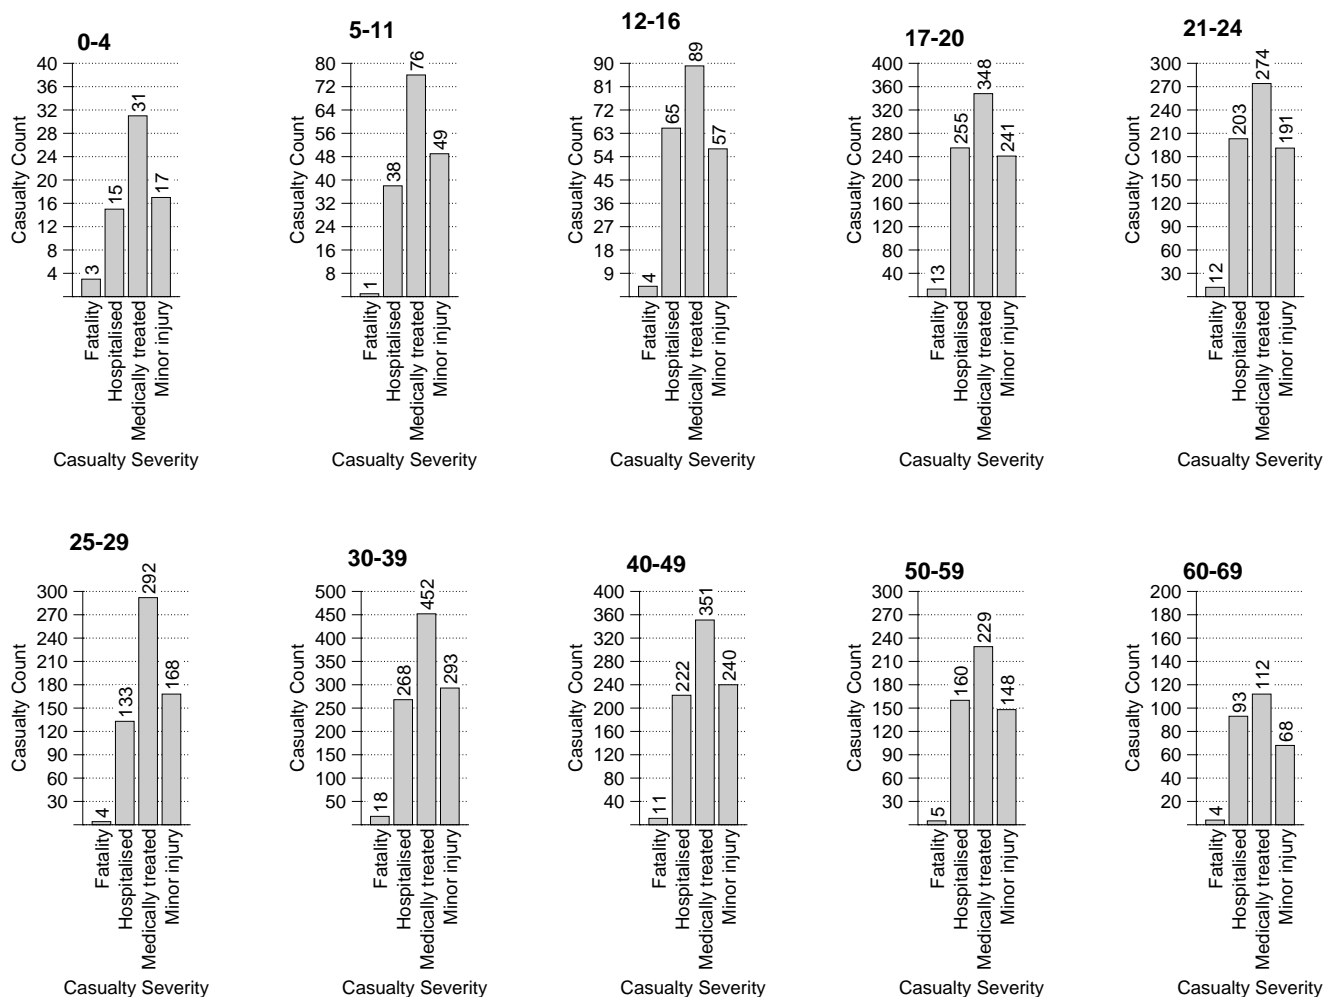 0-4
40
36
32
28
24
20
16
12
8
4
Casualty Count
3
15
31
17
Fatality
Hospitalised
Medically treated
Minor injury
Casualty Severity
5-11
80
72
64
56
48
40
32
24
16
8
Casualty Count
1
38
76
49
Fatality
Hospitalised
Medically treated
Minor injury
Casualty Severity
12-16
90
81
72
63
54
45
36
27
18
9
Casualty Count
4
65
89
57
Fatality
Hospitalised
Medically treated
Minor injury
Casualty Severity
17-20
400
360
320
280
240
200
160
120
80
40
Casualty Count
13
255
348
241
Fatality
Hospitalised
Medically treated
Minor injury
Casualty Severity
21-24
300
270
240
210
180
150
120
90
60
30
Casualty Count
12
203
274
191
Fatality
Hospitalised
Medically treated
Minor injury
Casualty Severity
25-29
300
270
240
210
180
150
120
90
60
30
Casualty Count
4
133
292
168
Fatality
Hospitalised
Medically treated
Minor injury
Casualty Severity
30-39
500
450
400
350
300
250
200
150
100
50
Casualty Count
18
268
452
293
Fatality
Hospitalised
Medically treated
Minor injury
Casualty Severity
40-49
400
360
320
280
240
200
160
120
80
40
Casualty Count
11
222
351
240
Fatality
Hospitalised
Medically treated
Minor injury
Casualty Severity
50-59
300
270
240
210
180
150
120
90
60
30
Casualty Count
5
160
229
148
Fatality
Hospitalised
Medically treated
Minor injury
Casualty Severity
60-69
200
180
160
140
120
100
80
60
40
20
Casualty Count
4
93
112
68
Fatality
Hospitalised
Medically treated
Minor injury
Casualty Severity